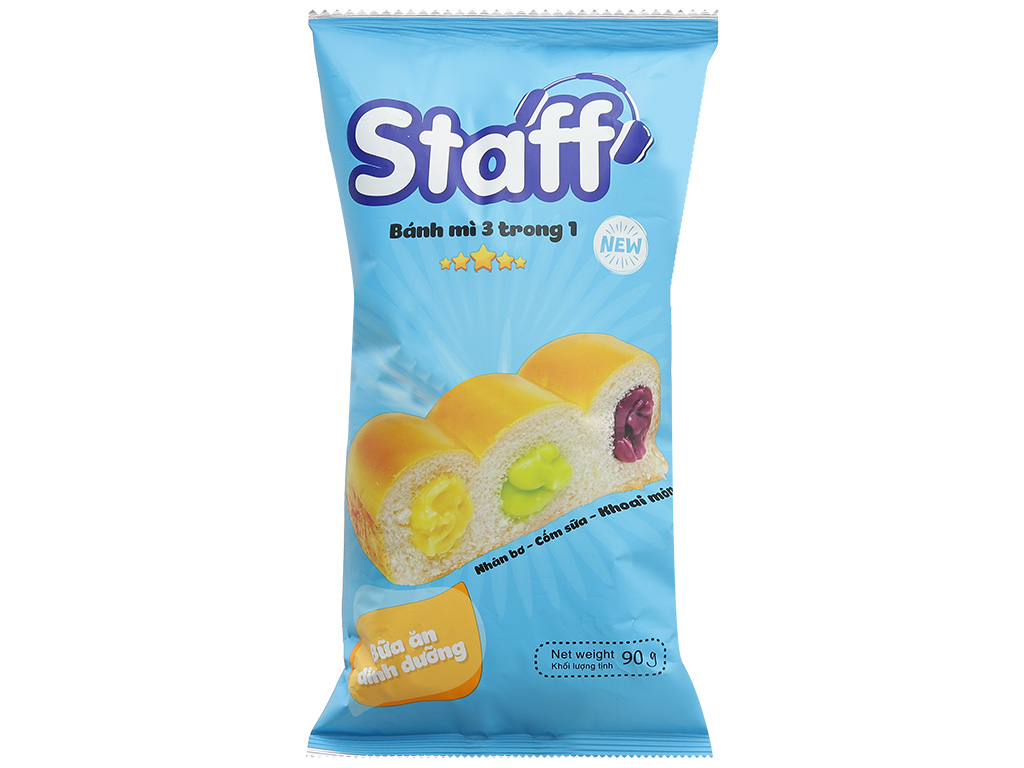 Staff
Bánh mì 3 trong 1
NEW
Nhân bơ - Cốm sữa - Khoai môn
Bữa ăn
dinh dưỡng
Net weight
Khối lượng tịnh
90g